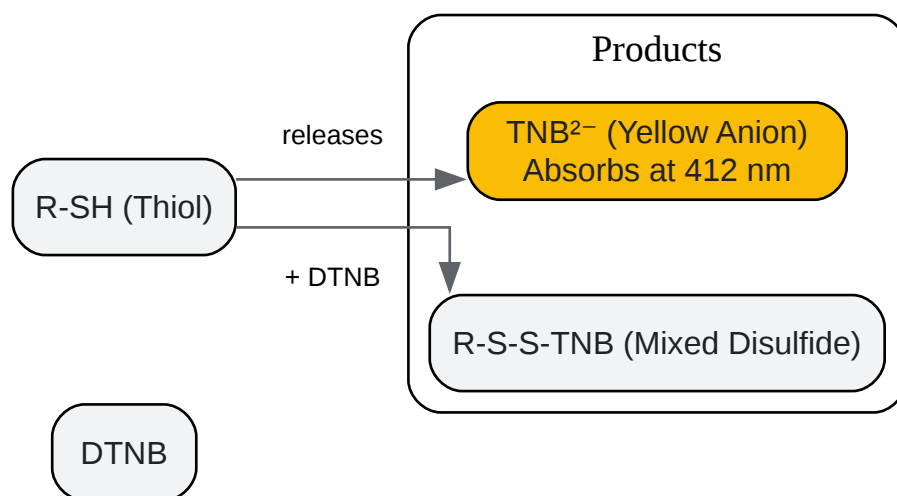 Products
releases
TNB²⁻ (Yellow Anion)
Absorbs at 412 nm
R-SH (Thiol)
+ DTNB
R-S-S-TNB (Mixed Disulfide)
DTNB